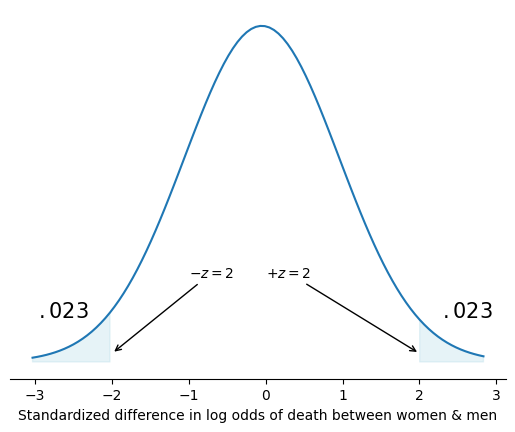 −z = 2
+z = 2
.023
.023
−3 −2 −1 0 1 2 3
Standardized difference in log odds of death between women & men